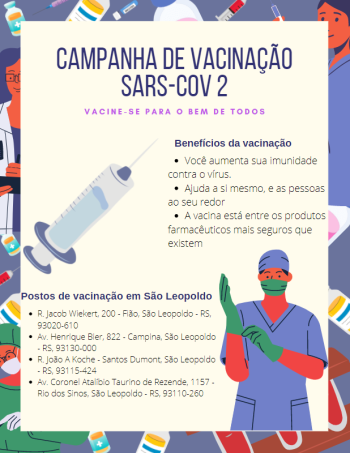 CAMPANHA DE VACINAÇÃO
SARS-COV 2
VACINE-SE PARA O BEM DE TODOS
Benefícios da vacinação
• Você aumenta sua imunidade
contra o vírus.
• Ajuda a si mesmo, e as pessoas
ao seu redor
• A vacina está entre os produtos
farmacêuticos mais seguros que
existem
Postos de vacinação em São Leopoldo
• R. Jacob Wiekert, 200 - Fião, São Leopoldo - RS,
93020-610
• Av. Henrique Bier, 822 - Campina, São Leopoldo
- RS, 93130-000
• R. João A Koche - Santos Dumont, São Leopoldo
- RS, 93115-424
• Av. Coronel Atalíbio Taurino de Rezende, 1157 -
Rio dos Sinos, São Leopoldo - RS, 93110-260